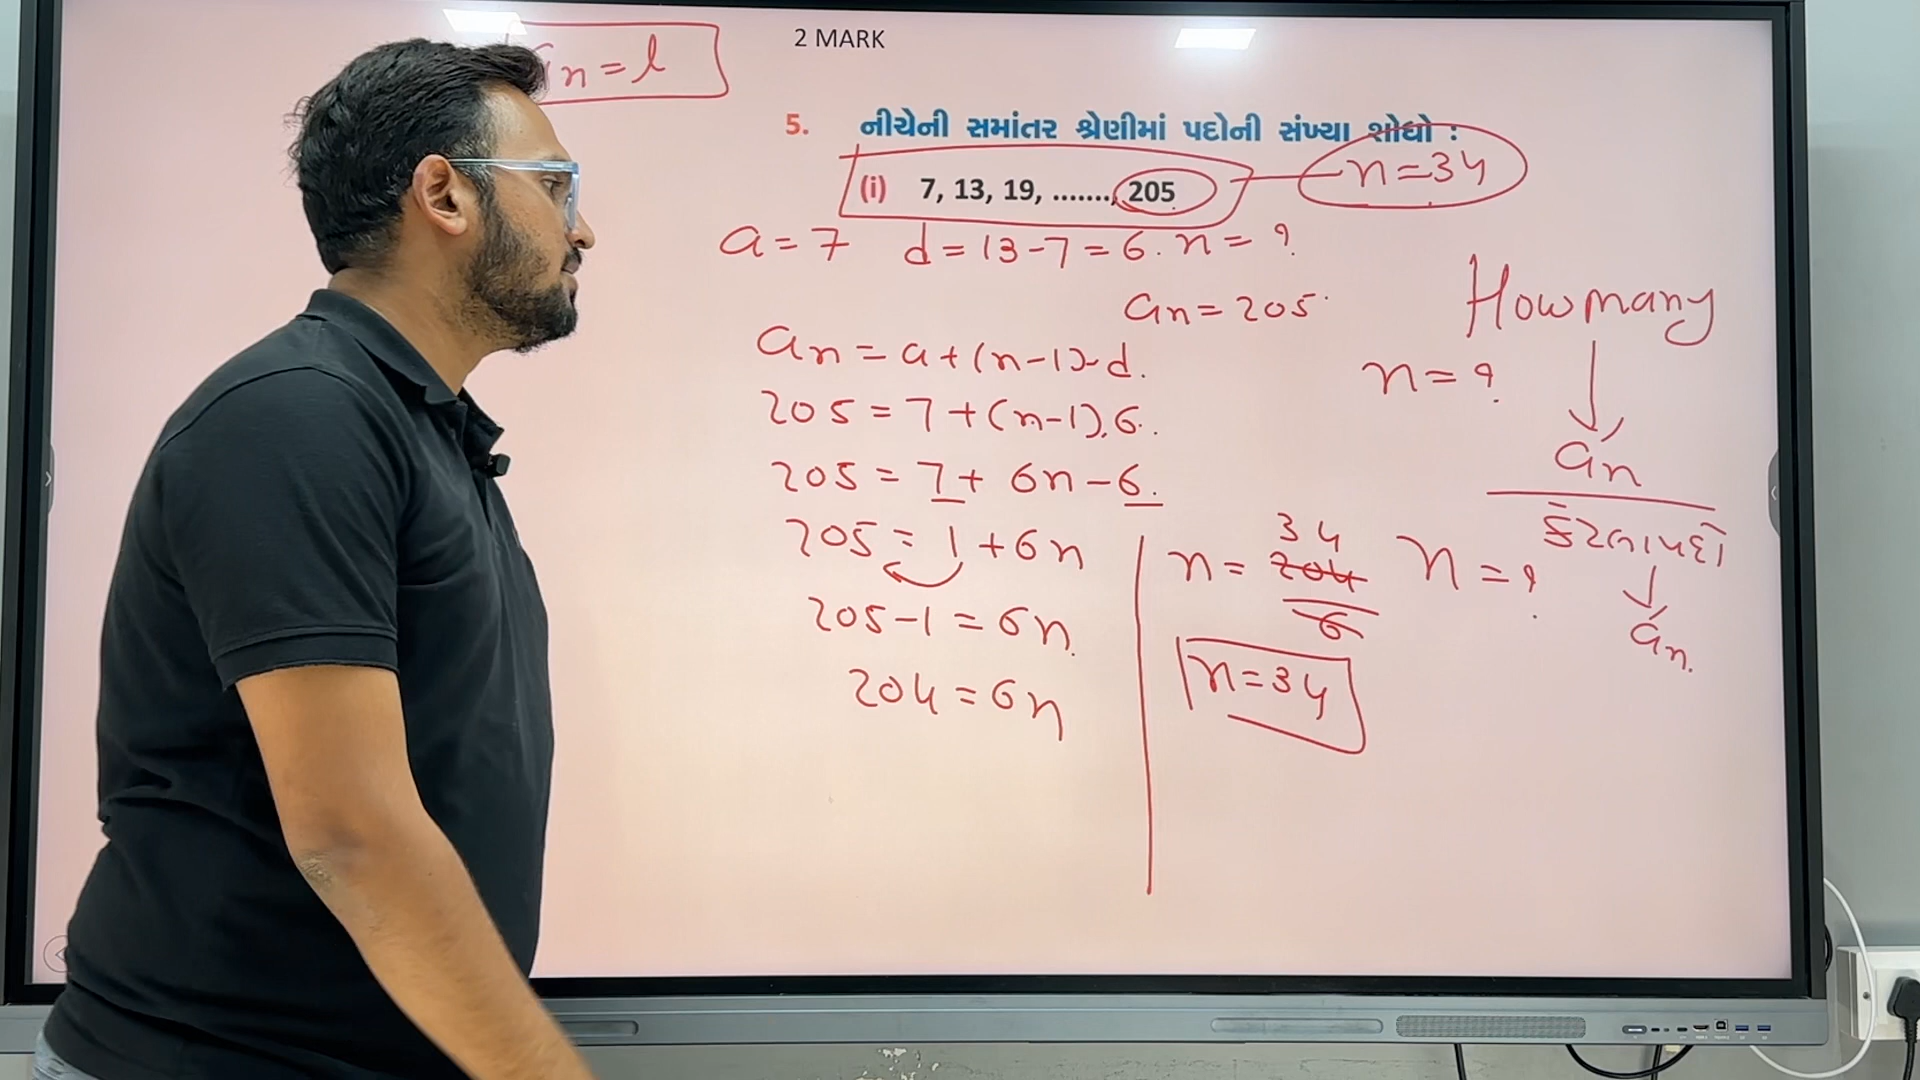 an = l
2 MARK
5. નીચેની સમાંતર શ્રેણીમાં પદોની સંખ્યા શોધો :
(i) 7, 13, 19, ......., 205
n=34
a = 7 d = 13-7 = 6. n = ?
an = 205
an = a + (n-1)d.
205 = 7 + (n-1).6.
205 = 7 + 6n - 6.
205 = 1 + 6n
205-1 = 6n
204 = 6n
34
n = 204
6
n=34
How many
n = ?
an
કેટલા પદો
n = ?
an.